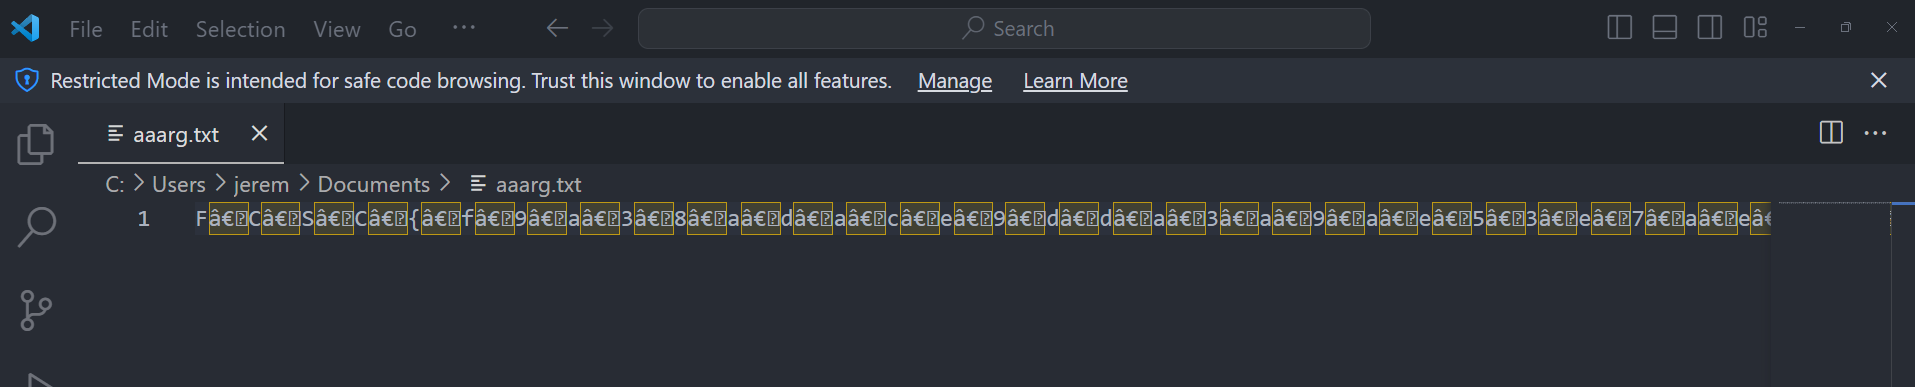 File Edit Selection View Go ··· Search
Restricted Mode is intended for safe code browsing. Trust this window to enable all features. Manage Learn More
aaarg.txt
C: > Users > jerem > Documents > aaarg.txt
1 Fâ€Câ€Sâ€Câ€{â€fâ€9â€aâ€3â€8â€aâ€dâ€aâ€câ€eâ€9â€dâ€dâ€aâ€3â€aâ€9â€aâ€eâ€5â€3â€eâ€7â€aâ€eâ€